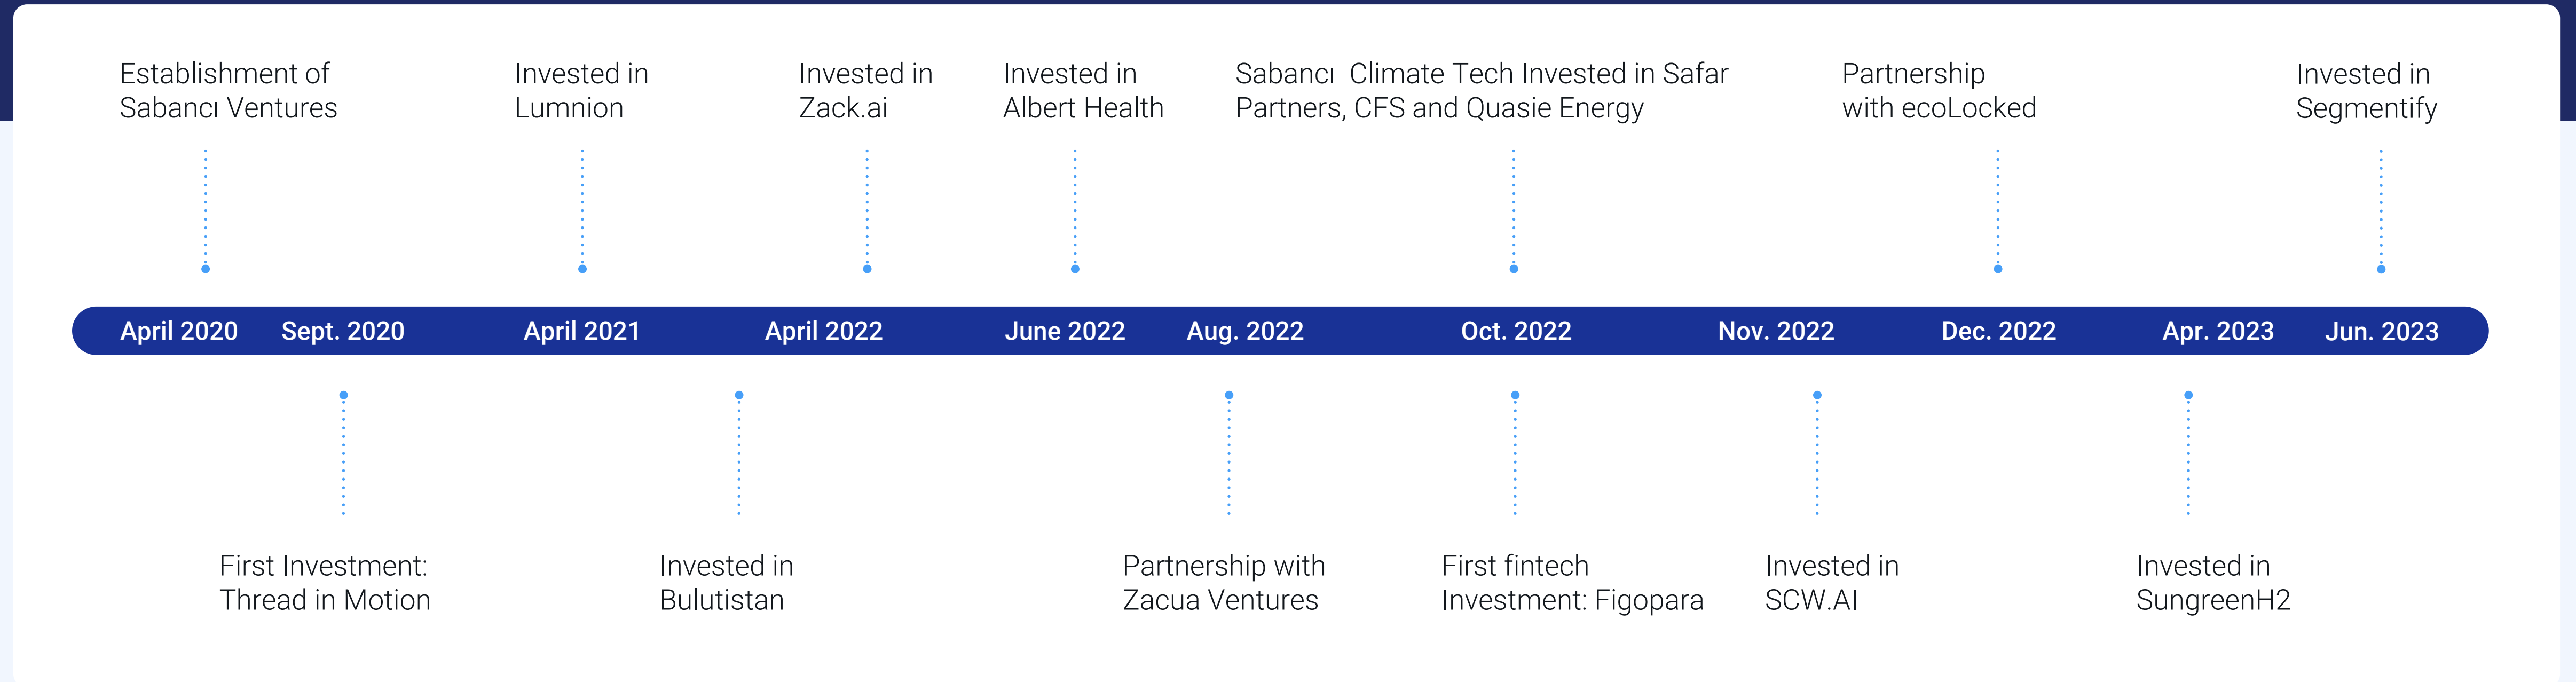 Establishment of
Sabancı Ventures
Invested in
Lumnion
Invested in
Zack.ai
Invested in
Albert Health
Sabancı  Climate Tech Invested in Safar
Partners, CFS and Quasie Energy
Partnership
with ecoLocked
Invested in
Segmentify
April 2020
Sept. 2020
April 2021
April 2022
June 2022
Aug. 2022
Oct. 2022
Nov. 2022
Dec. 2022
Apr. 2023
Jun. 2023
First Investment:
Thread in Motion
Invested in
Bulutistan
Partnership with
Zacua Ventures
First fintech
Investment: Figopara
Invested in
SCW.AI
Invested in
SungreenH2